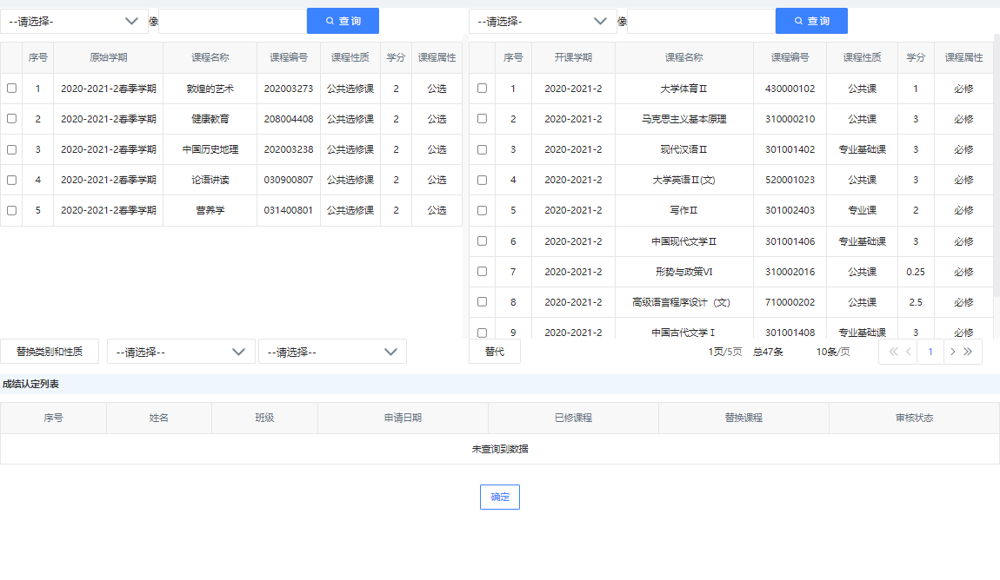 --请选择-
像
查 询
序号 原始学期 课程名称 课程编号 课程性质 学分 课程属性
1 2020-2021-2春季学期 敦煌的艺术 202003273 公共选修课 2 公选
2 2020-2021-2春季学期 健康教育 208004408 公共选修课 2 公选
3 2020-2021-2春季学期 中国历史地理 202003238 公共选修课 2 公选
4 2020-2021-2春季学期 论语讲读 030900807 公共选修课 2 公选
5 2020-2021-2春季学期 营养学 031400801 公共选修课 2 公选
--请选择-
像
查 询
序号 开课学期 课程名称 课程编号 课程性质 学分 课程属性
1 2020-2021-2 大学体育Ⅱ 430000102 公共课 1 必修
2 2020-2021-2 马克思主义基本原理 310000210 公共课 3 必修
3 2020-2021-2 现代汉语Ⅱ 301001402 专业基础课 3 必修
4 2020-2021-2 大学英语Ⅱ(文) 520001023 公共课 3 必修
5 2020-2021-2 写作Ⅱ 301002403 专业课 2 必修
6 2020-2021-2 中国现代文学Ⅱ 301001406 专业基础课 3 必修
7 2020-2021-2 形势与政策Ⅵ 310002016 公共课 0.25 必修
8 2020-2021-2 高级语言程序设计（文） 710000202 公共课 2.5 必修
9 2020-2021-2 中国古代文学Ⅰ 301001408 专业基础课 3 必修
替换类别和性质 --请选择-- --请选择--
替代 1页/5页 总47条 10条/页 1
成绩认定列表
序号 姓名 班级 申请日期 已修课程 替换课程 审核状态
未查询到数据
确定